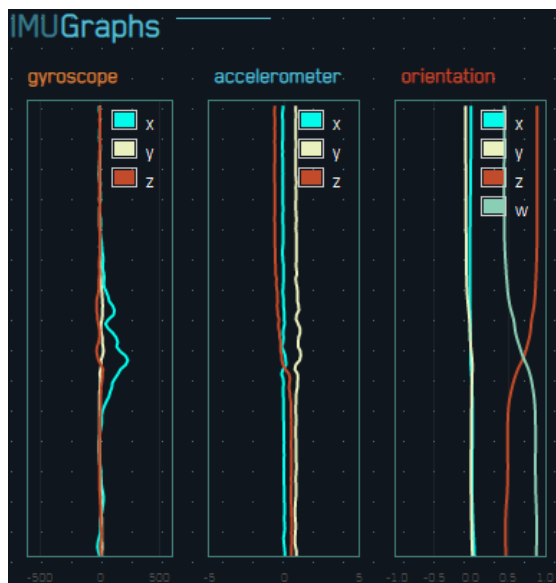 IMUGraphs
gyroscope
accelerometer
orientation
x
y
z
x
y
z
x
y
z
w
-500 0 500
-5 0 5
-1.0 -0.5 0.0 0.5 1.0